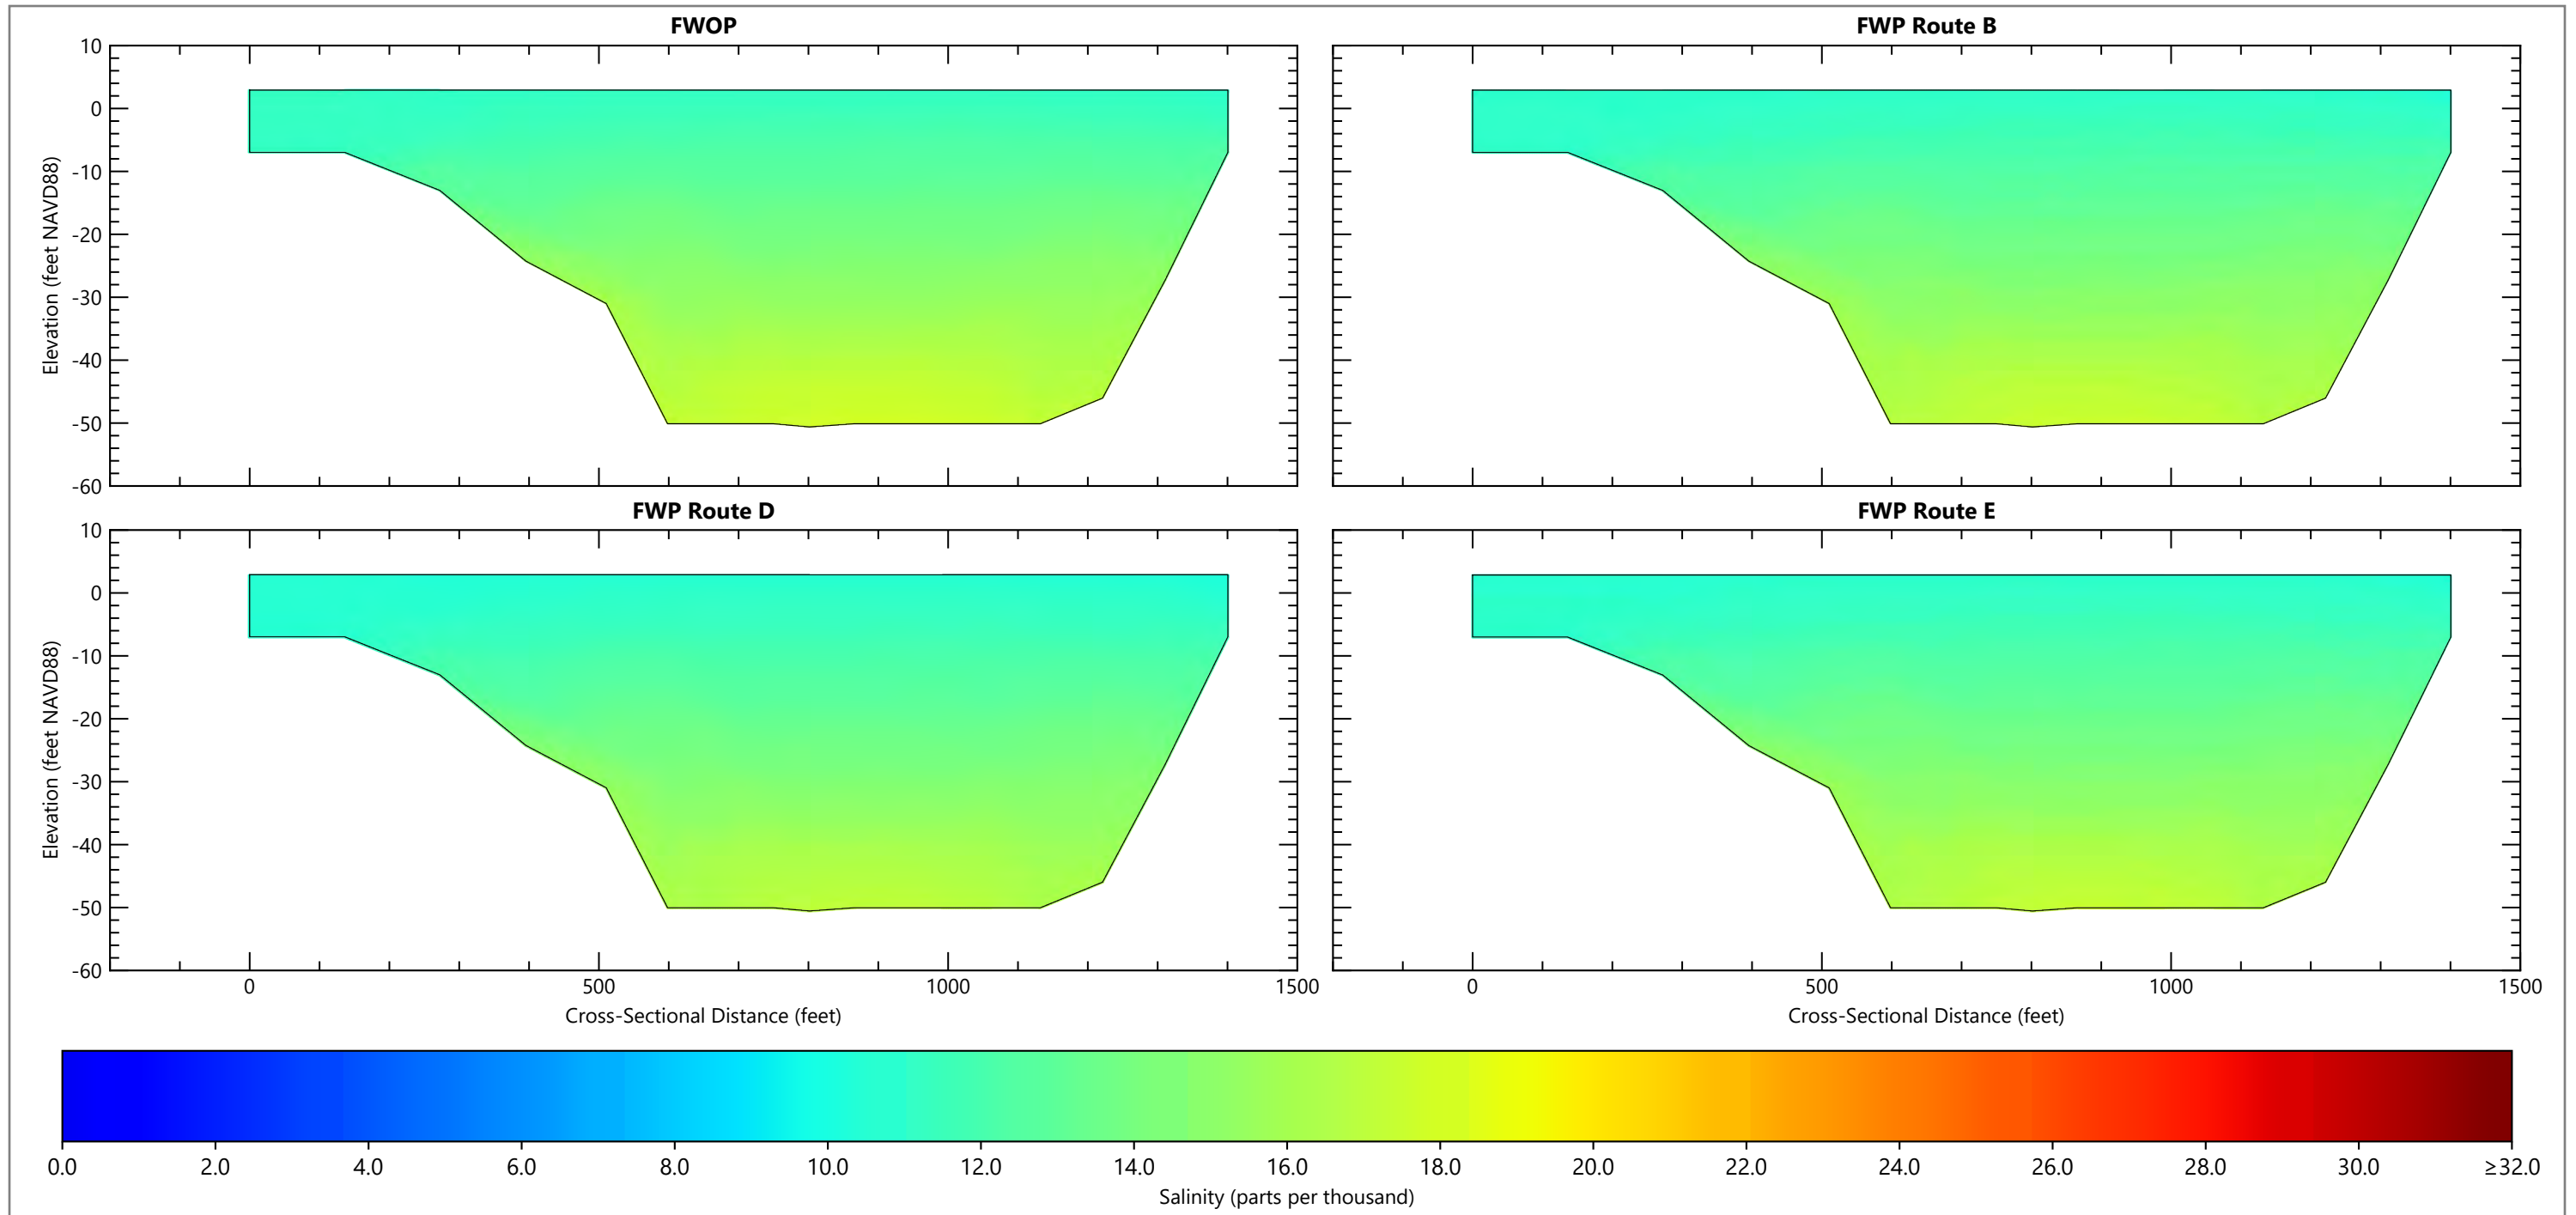 FWOP
FWP Route B
10
0
-10
-20
-30
-40
-50
-60
Elevation (feet NAVD88)
FWP Route D
FWP Route E
10
0
-10
-20
-30
-40
-50
-60
Elevation (feet NAVD88)
0 500 1000 1500
0 500 1000 1500
Cross-Sectional Distance (feet)
Cross-Sectional Distance (feet)
0.0 2.0 4.0 6.0 8.0 10.0 12.0 14.0 16.0 18.0 20.0 22.0 24.0 26.0 28.0 30.0 ≥32.0
Salinity (parts per thousand)